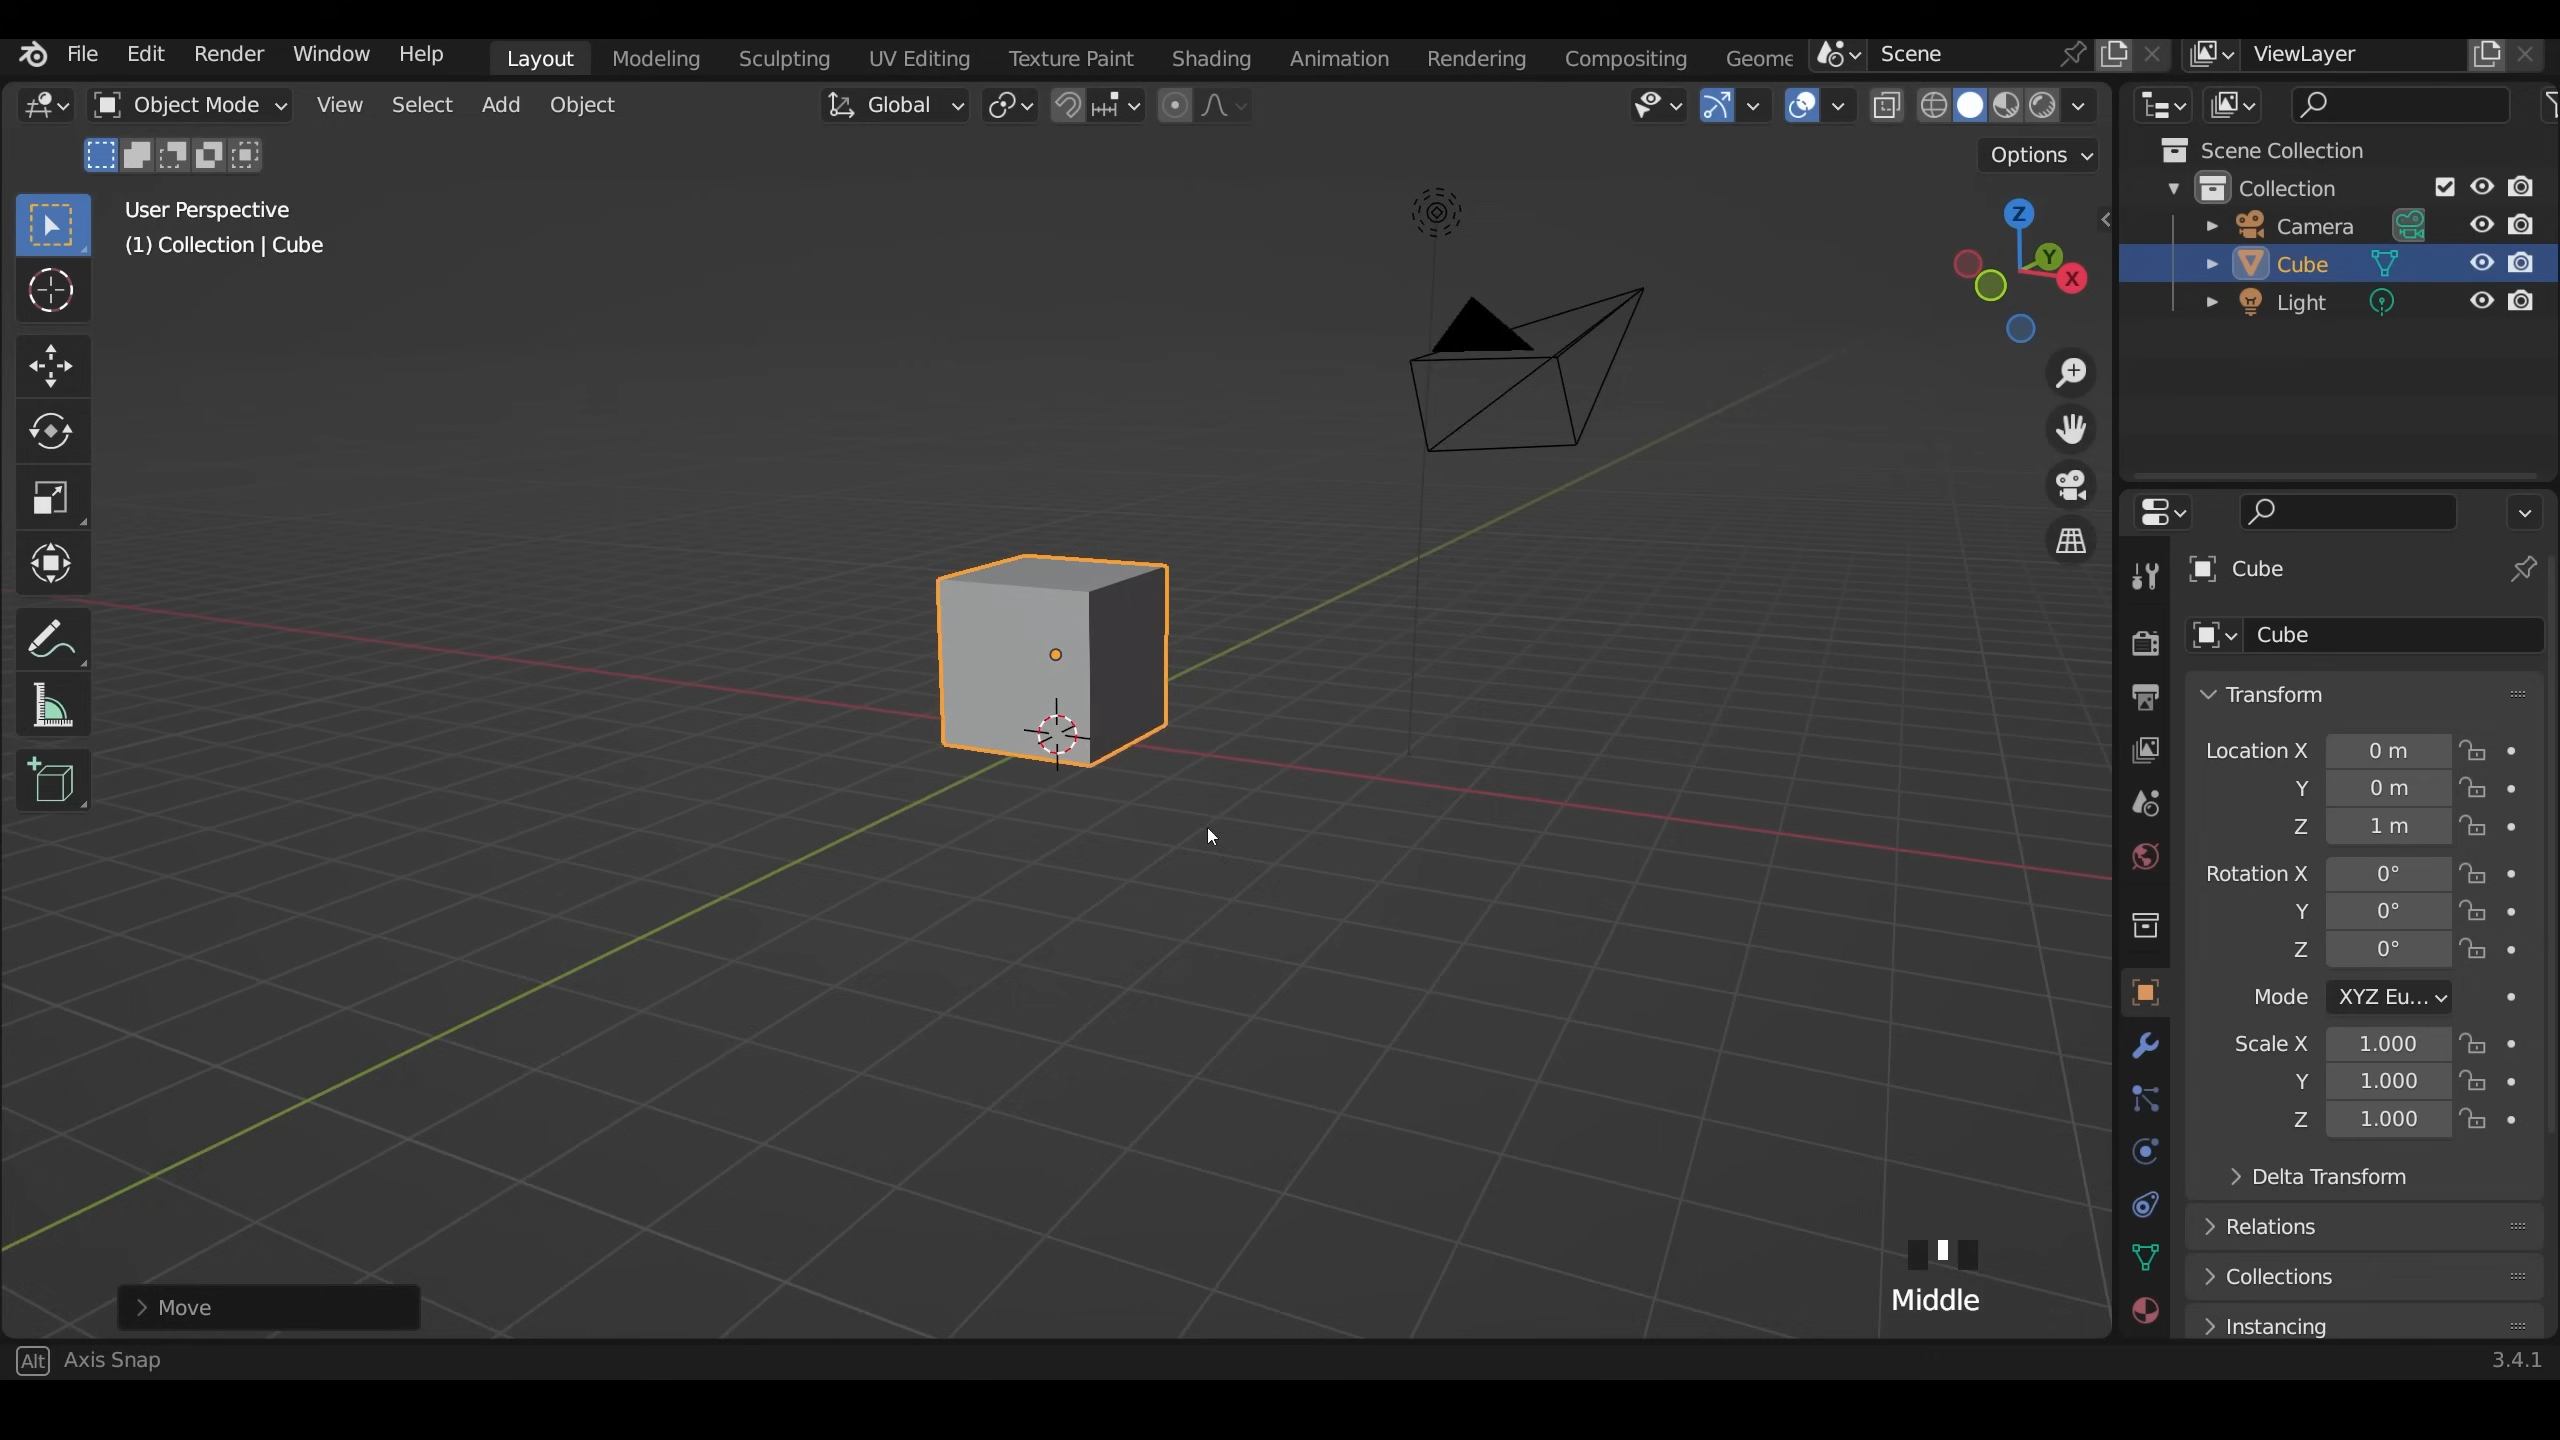 File Edit Render Window Help Layout Modeling Sculpting UV Editing Texture Paint Shading Animation Rendering Compositing Geome Scene ViewLayer
Object Mode View Select Add Object Global
Options
User Perspective
(1) Collection | Cube
Z
Y
X
Scene Collection
Collection
Camera
Cube
Light
Cube
Cube
Transform
Location X 0 m
Y 0 m
Z 1 m
Rotation X 0°
Y 0°
Z 0°
Mode XYZ Eu...
Scale X 1.000
Y 1.000
Z 1.000
Delta Transform
Relations
Collections
Instancing
Middle
Move
Alt Axis Snap
3.4.1